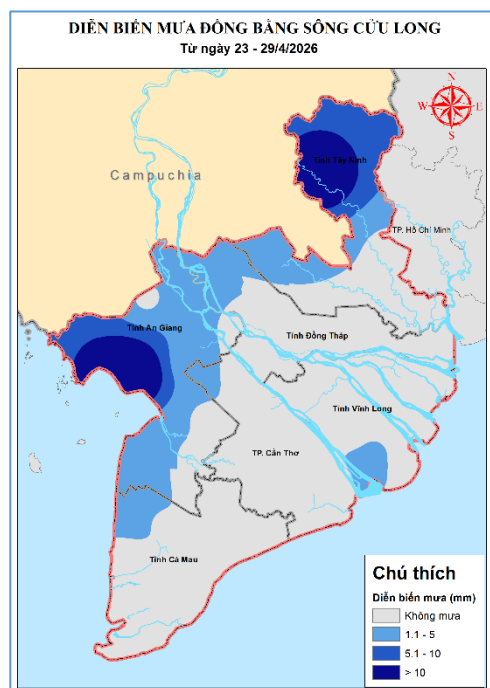 DIỄN BIẾN MƯA ĐỒNG BẰNG SÔNG CỬU LONG
Từ ngày 23 - 29/4/2026
N
W E
S
Campuchia
Tỉnh Tây Ninh
TP. Hồ Chí Minh
Tỉnh An Giang
Tỉnh Đồng Tháp
Tỉnh Vĩnh Long
TP. Cần Thơ
Tỉnh Cà Mau
Chú thích
Diễn biến mưa (mm)
Không mưa
1.1 - 5
5.1 - 10
> 10